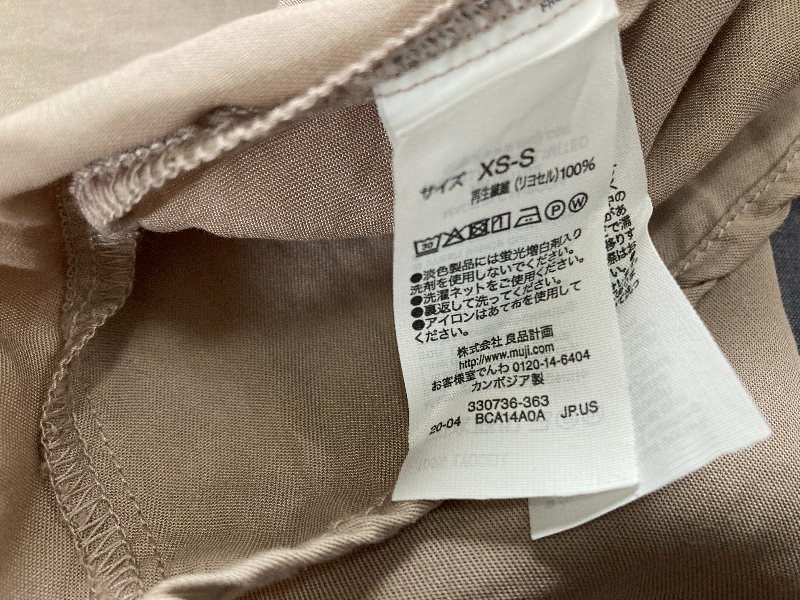 サイズ XS-S
再生繊維 (リヨセル)100%
30
P W
●淡色製品には蛍光増白剤入り
洗剤を使用しないでください。
●洗濯ネットをご使用ください。
●裏返して洗ってください。
●アイロンはあて布を使用して
ください。
株式会社 良品計画
http://www.muji.com
お客様室でんわ 0120-14-6404
カンボジア製
330736-363
20-04 BCA14A0A JP.US